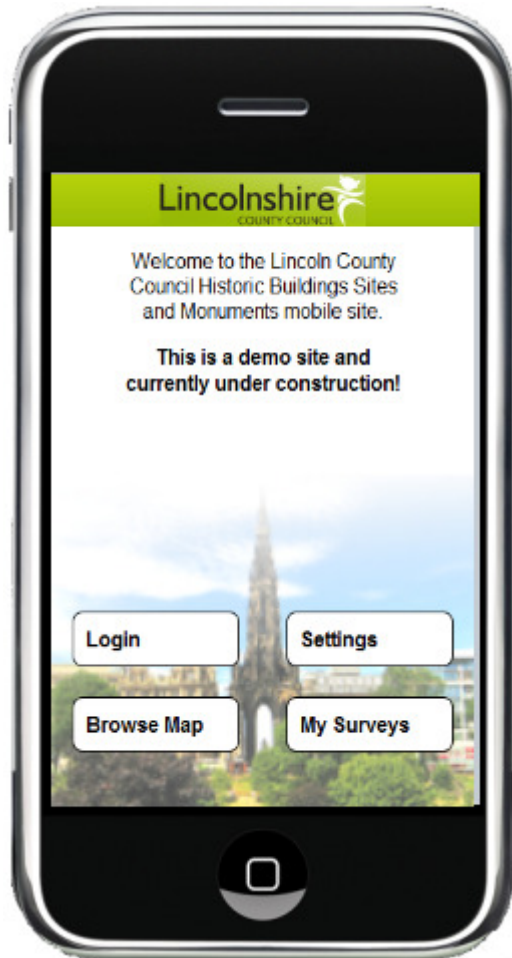 Lincolnshire
COUNTY COUNCIL
Welcome to the Lincoln County
Council Historic Buildings Sites
and Monuments mobile site.
This is a demo site and
currently under construction!
Login
Settings
Browse Map
My Surveys